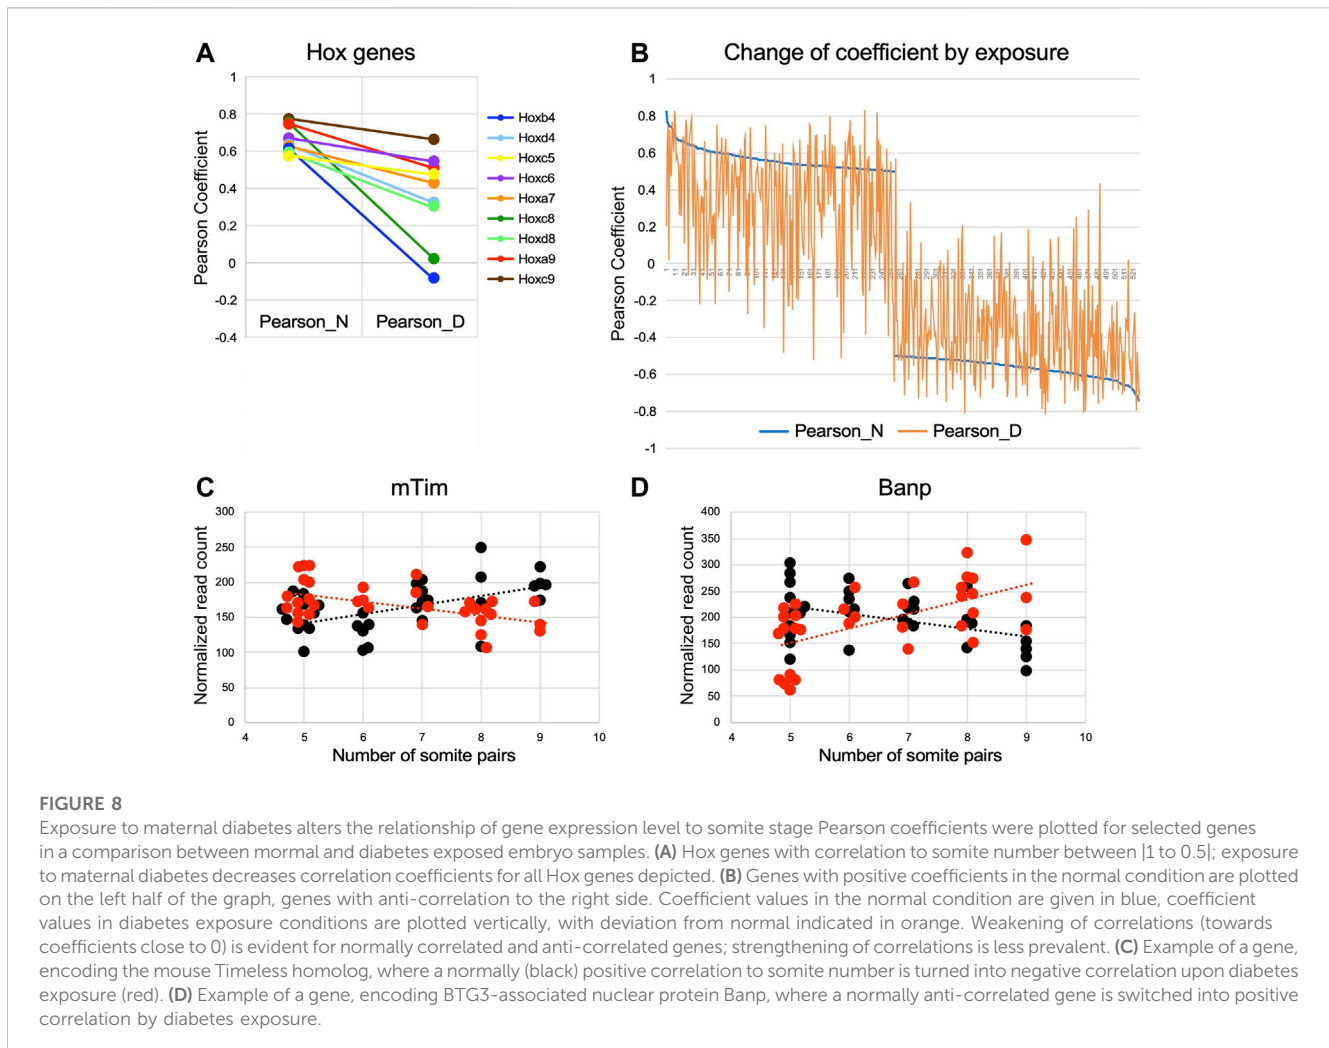 A
Hox genes
1
0.8
0.6
0.4
0.2
0
-0.2
-0.4
Pearson Coefficient
Pearson_N
Pearson_D
Hoxb4
Hoxd4
Hoxc5
Hoxc6
Hoxa7
Hoxc8
Hoxd8
Hoxa9
Hoxc9
B
Change of coefficient by exposure
1
0.8
0.6
0.4
0.2
0
-0.2
-0.4
-0.6
-0.8
-1
Pearson Coefficient
Pearson_N
Pearson_D
C
mTim
300
250
200
150
100
50
0
Normalized read count
4 5 6 7 8 9 10
Number of somite pairs
D
Banp
400
350
300
250
200
150
100
50
0
Normalized read count
4 5 6 7 8 9 10
Number of somite pairs
FIGURE 8
Exposure to maternal diabetes alters the relationship of gene expression level to somite stage Pearson coefficients were plotted for selected genes
in a comparison between mormal and diabetes exposed embryo samples. (A) Hox genes with correlation to somite number between |1 to 0.5|; exposure
to maternal diabetes decreases correlation coefficients for all Hox genes depicted. (B) Genes with positive coefficients in the normal condition are plotted
on the left half of the graph, genes with anti-correlation to the right side. Coefficient values in the normal condition are given in blue, coefficient
values in diabetes exposure conditions are plotted vertically, with deviation from normal indicated in orange. Weakening of correlations (towards
coefficients close to 0) is evident for normally correlated and anti-correlated genes; strengthening of correlations is less prevalent. (C) Example of a gene,
encoding the mouse Timeless homolog, where a normally (black) positive correlation to somite number is turned into negative correlation upon diabetes
exposure (red). (D) Example of a gene, encoding BTG3-associated nuclear protein Banp, where a normally anti-correlated gene is switched into positive
correlation by diabetes exposure.